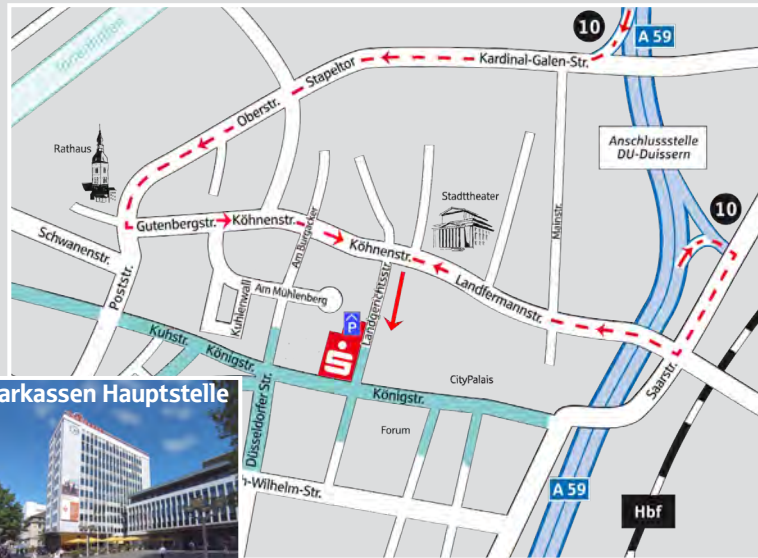 10
A 59
Innenhafen
Stapeltor
Kardinal-Galen-Str.
Oberstr.
Anschlussstelle
DU-Duissern
Rathaus
Stadttheater
10
Mainstr.
Gutenbergstr.
Köhnenstr.
Am Burgacker
Schwanenstr.
Köhnenstr.
Poststr.
Landfermannstr.
Kuhlenwall
Am Mühlenberg
Landgerichtsstr.
P
Kuhstr.
Königstr.
Saarstr.
CityPalais
Königstr.
Düsseldorfer Str.
Forum
arkassen Hauptstelle
h-Wilhelm-Str.
A 59
Hbf